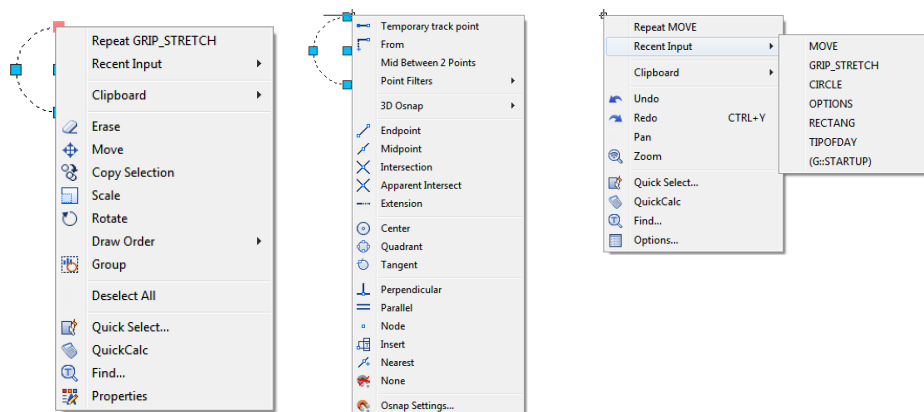 Repeat GRIP_STRETCH
Recent Input
Clipboard
Erase
Move
Copy Selection
Scale
Rotate
Draw Order
Group
Deselect All
Quick Select...
QuickCalc
Find...
Properties
Temporary track point
From
Mid Between 2 Points
Point Filters
3D Osnap
Endpoint
Midpoint
Intersection
Apparent Intersect
Extension
Center
Quadrant
Tangent
Perpendicular
Parallel
Node
Insert
Nearest
None
Osnap Settings...
Repeat MOVE
Recent Input
Clipboard
Undo
Redo CTRL+Y
Pan
Zoom
Quick Select...
QuickCalc
Find...
Options...
MOVE
GRIP_STRETCH
CIRCLE
OPTIONS
RECTANG
TIPOFDAY
(G::STARTUP)